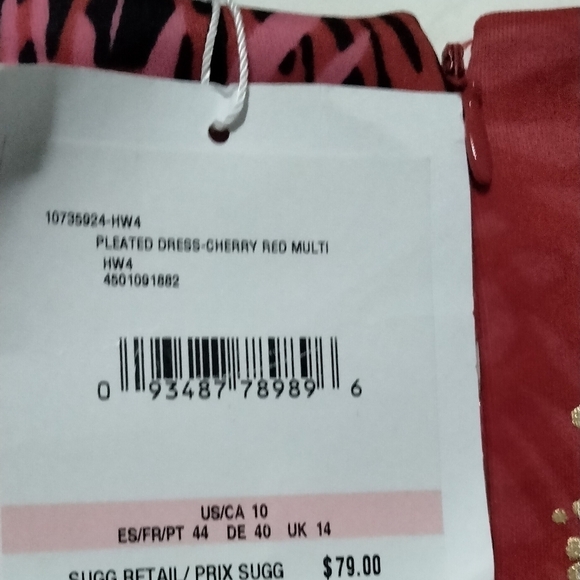 10735924-HW4
PLEATED DRESS-CHERRY RED MULTI
HW4
4501091882
0 93487 78989 6
US/CA 10
ES/FR/PT 44 DE 40 UK 14
SUGG RETAIL/ PRIX SUGG $79.00